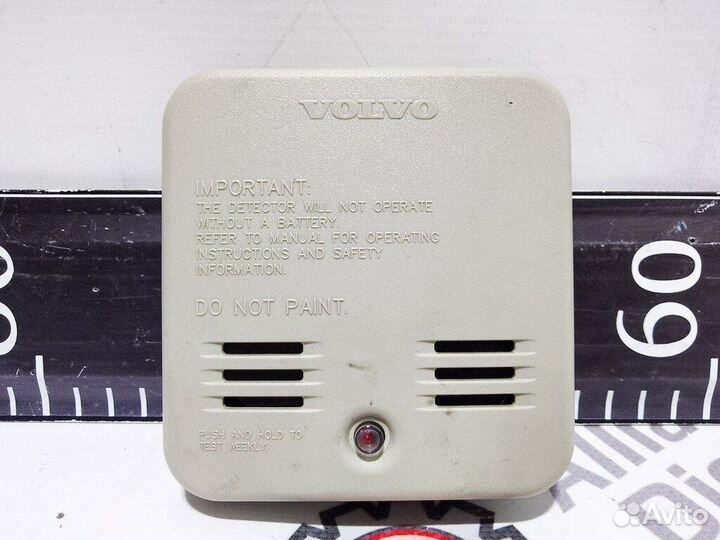 VOLVO
IMPORTANT:
THE DETECTOR WILL NOT OPERATE
WITHOUT A BATTERY.
REFER TO MANUAL FOR OPERATING
INSTRUCTIONS AND SAFETY
INFORMATION.
DO NOT PAINT.
PUSH AND HOLD TO
TEST WEEKLY.
60
Avito